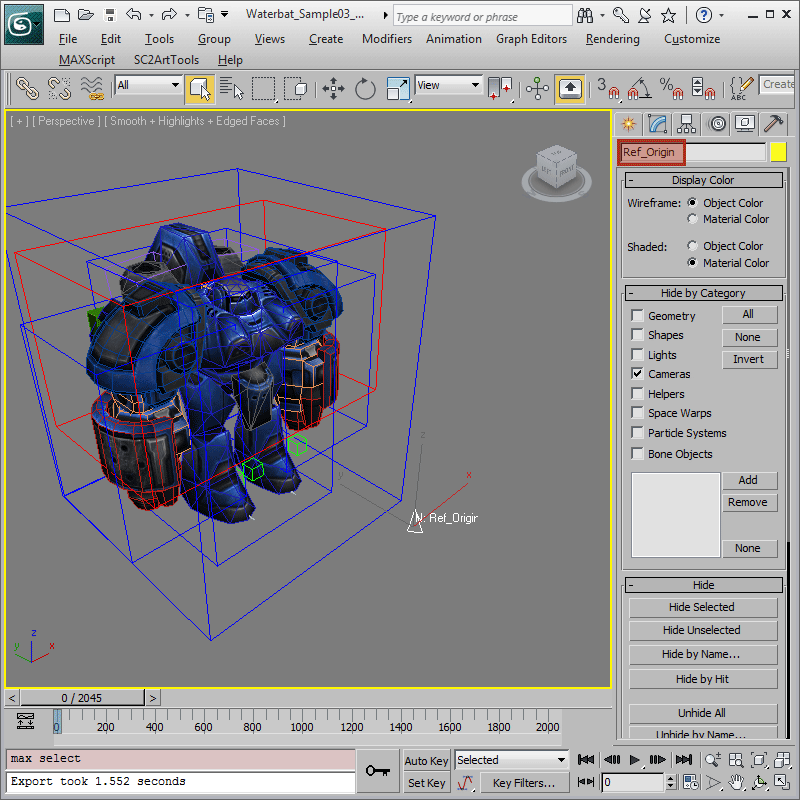 Waterbat_Sample03_...
Type a keyword or phrase
File Edit Tools Group Views Create Modifiers Animation Graph Editors Rendering Customize
MAXScript SC2ArtTools Help
All
View
3
%
ABC
Create
[ + ] [ Perspective ] [ Smooth + Highlights + Edged Faces ]
Ref_Origin
- Display Color
Wireframe: Object Color
Material Color
Shaded: Object Color
Material Color
- Hide by Category
Geometry All
Shapes None
Lights Invert
Cameras
Helpers
Space Warps
Particle Systems
Bone Objects
Add
Remove
None
- Hide
Hide Selected
Hide Unselected
Hide by Name...
Hide by Hit
Unhide All
Unhide by Name...
FRONT
z
y
x
N: Ref_Origin
z
y
x
< 0 / 2045 >
0 200 400 600 800 1000 1200 1400 1600 1800 2000
max select
Export took 1.552 seconds
Auto Key Selected
Set Key Key Filters...
0